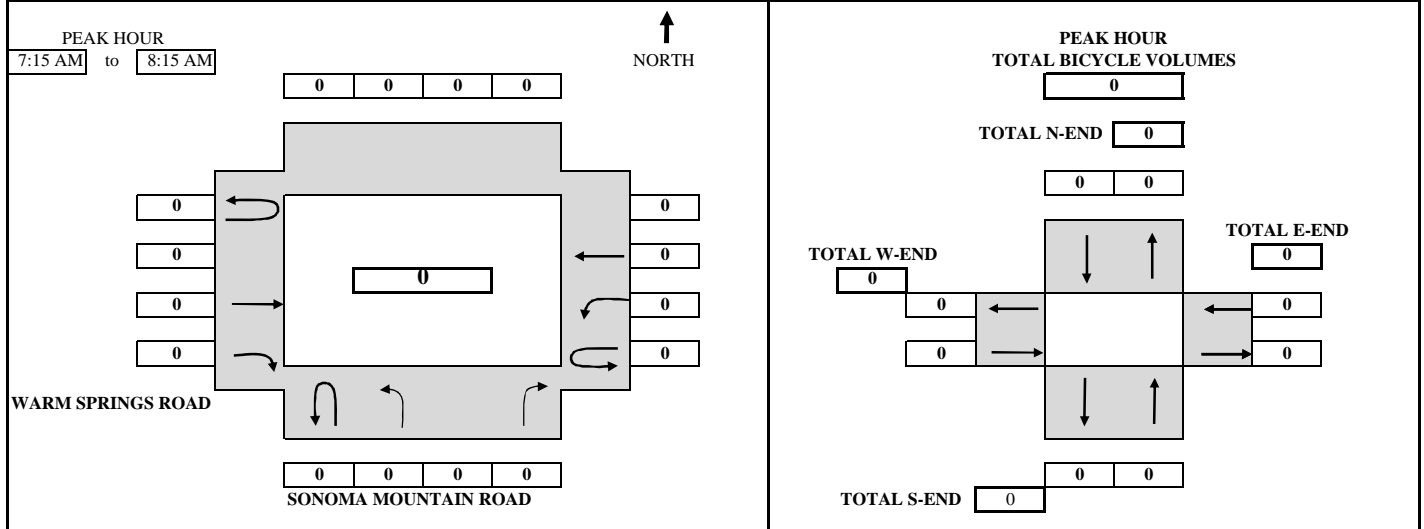 PEAK HOUR
7:15 AM to 8:15 AM
NORTH
0 0 0 0
0
0
0
0
0
0
0
0
0
WARM SPRINGS ROAD
0 0 0 0
SONOMA MOUNTAIN ROAD
PEAK HOUR
TOTAL BICYCLE VOLUMES
0
TOTAL N-END 0
0 0
TOTAL W-END
0
TOTAL E-END
0
0
0
0
0
0 0
TOTAL S-END 0